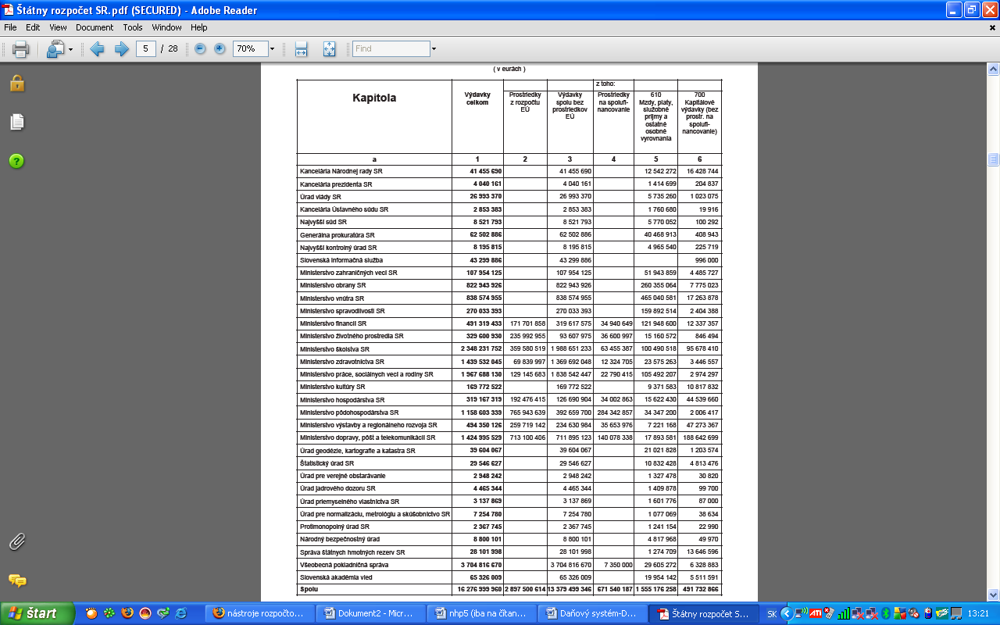 Štátny rozpočet SR.pdf (SECURED) - Adobe Reader
File Edit View Document Tools Window Help
5 / 28 70% Find
( v eurách )
Kapitola Výdavky celkom Prostriedky z rozpočtu EÚ Výdavky spolu bez prostriedkov EÚ z toho: Prostriedky na spolufi-nancovanie 610 Mzdy, platy, služobné príjmy a ostatné osobné vyrovnania 700 Kapitálové výdavky (bez prostr. na spolufi-nancovanie)
a 1 2 3 4 5 6
Kancelária Národnej rady SR 41 455 690 41 455 690 12 542 272 16 428 744
Kancelária prezidenta SR 4 040 161 4 040 161 1 414 699 204 837
Úrad vlády SR 26 993 370 26 993 370 5 735 260 1 023 075
Kancelária Ústavného súdu SR 2 853 383 2 853 383 1 760 680 19 916
Najvyšší súd SR 8 521 793 8 521 793 5 770 052 100 292
Generálna prokuratúra SR 62 502 886 62 502 886 40 468 913 408 943
Najvyšší kontrolný úrad SR 8 195 815 8 195 815 4 965 540 225 719
Slovenská informačná služba 43 299 886 43 299 886 996 000
Ministerstvo zahraničných vecí SR 107 954 125 107 954 125 51 943 859 4 485 727
Ministerstvo obrany SR 822 943 926 822 943 926 260 355 064 7 775 023
Ministerstvo vnútra SR 838 574 955 838 574 955 465 040 581 17 263 878
Ministerstvo spravodlivosti SR 270 033 393 270 033 393 159 892 514 2 404 388
Ministerstvo financií SR 491 319 433 171 701 858 319 617 575 34 940 649 121 948 600 12 337 357
Ministerstvo životného prostredia SR 329 600 930 235 992 955 93 607 975 36 600 997 15 160 572 846 494
Ministerstvo školstva SR 2 348 231 752 359 580 519 1 988 651 233 63 455 387 100 490 518 95 678 410
Ministerstvo zdravotníctva SR 1 439 532 045 69 839 997 1 369 692 048 12 324 705 23 575 263 3 446 557
Ministerstvo práce, sociálnych vecí a rodiny SR 1 967 688 130 129 145 683 1 838 542 447 22 790 415 105 492 207 2 974 297
Ministerstvo kultúry SR 169 772 522 169 772 522 9 371 583 10 817 832
Ministerstvo hospodárstva SR 319 167 319 192 476 415 126 690 904 34 002 863 15 622 430 44 539 660
Ministerstvo pôdohospodárstva SR 1 158 603 339 765 943 639 392 659 700 284 342 857 34 347 200 2 006 417
Ministerstvo výstavby a regionálneho rozvoja SR 494 350 126 259 719 142 234 630 984 35 653 976 7 221 168 47 273 367
Ministerstvo dopravy, pôšt a telekomunikácií SR 1 424 995 529 713 100 406 711 895 123 140 078 338 17 893 581 188 642 699
Úrad geodézie, kartografie a katastra SR 39 604 067 39 604 067 21 021 828 1 203 574
Štatistický úrad SR 29 546 627 29 546 627 10 832 428 4 813 476
Úrad pre verejné obstarávanie 2 948 242 2 948 242 1 327 478 30 820
Úrad jadrového dozoru SR 4 465 344 4 465 344 1 409 878 99 700
Úrad priemyselného vlastníctva SR 3 137 869 3 137 869 1 601 776 87 000
Úrad pre normalizáciu, metrológiu a skúšobníctvo SR 7 254 780 7 254 780 1 077 069 38 634
Protimonopolný úrad SR 2 367 745 2 367 745 1 241 154 22 990
Národný bezpečnostný úrad 8 800 101 8 800 101 4 817 968 49 970
Správa štátnych hmotných rezerv SR 28 101 998 28 101 998 1 274 709 13 646 596
Všeobecná pokladničná správa 3 704 816 670 3 704 816 670 7 350 000 29 605 272 6 328 883
Slovenská akadémia vied 65 326 009 65 326 009 19 954 142 5 511 591
Spolu 16 276 999 960 2 897 500 614 13 379 499 346 671 540 187 1 555 176 258 491 732 866
štart nástroje rozpočto... Dokument2 - Micr... nhp5 (iba na čítan... Daňový systém-D... Štátny rozpočet S... SK ATI 13:21